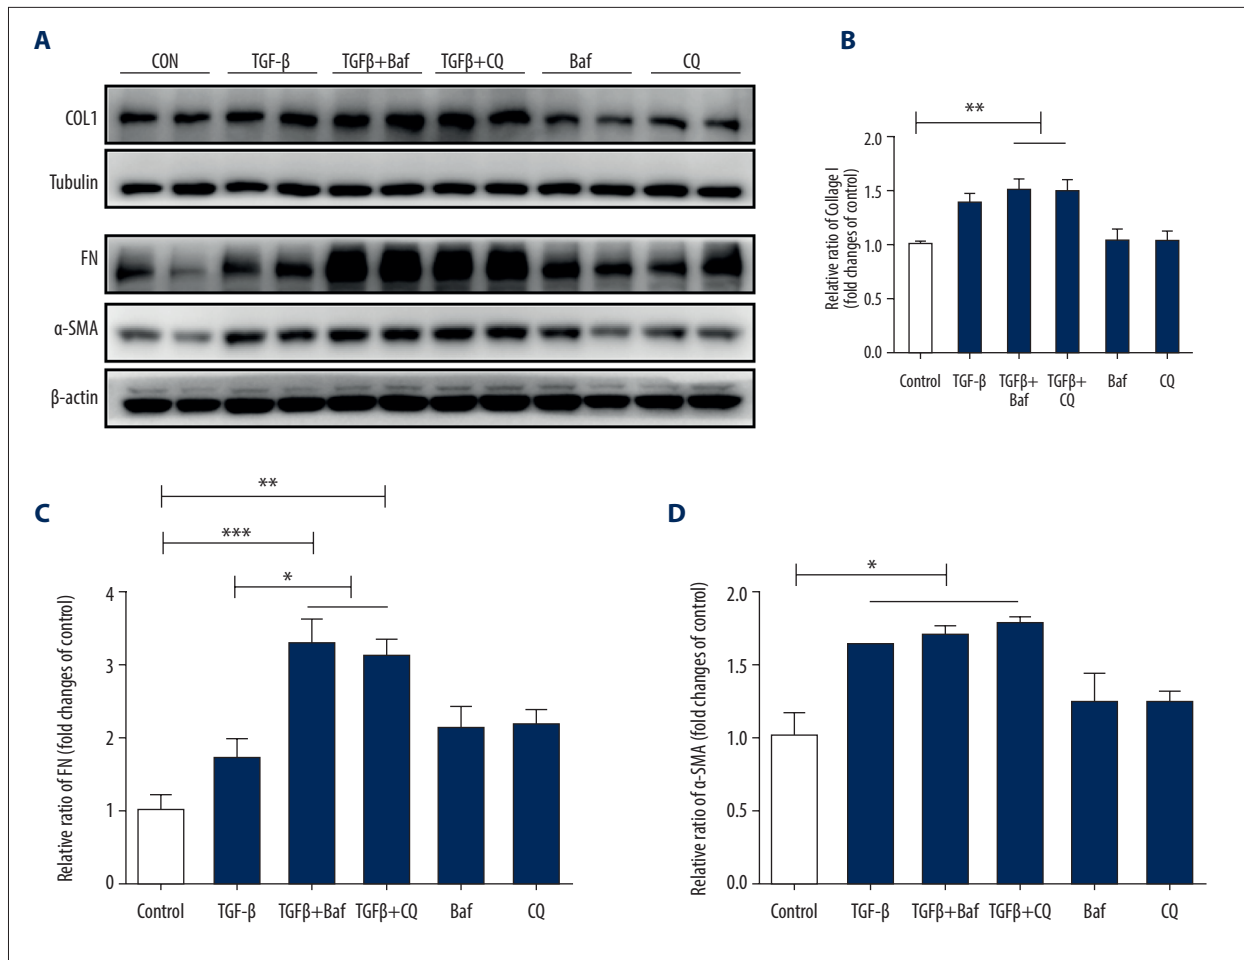 A
CON TGF-β TGFβ+Baf TGFβ+CQ Baf CQ
COL1
Tubulin
FN
α-SMA
β-actin
B
**
Relative ratio of Collage I
(fold changes of control)
2.0
1.5
1.0
0.5
0.0
Control TGF-β TGFβ+ TGFβ+ Baf CQ
Baf CQ
C
**
***
*
Relative ratio of FN (fold changes of control)
4
3
2
1
0
Control TGF-β TGFβ+Baf TGFβ+CQ Baf CQ
D
*
Relative ratio of α-SMA (fold changes of control)
2.0
1.5
1.0
0.5
0.0
Control TGF-β TGFβ+Baf TGFβ+CQ Baf CQ